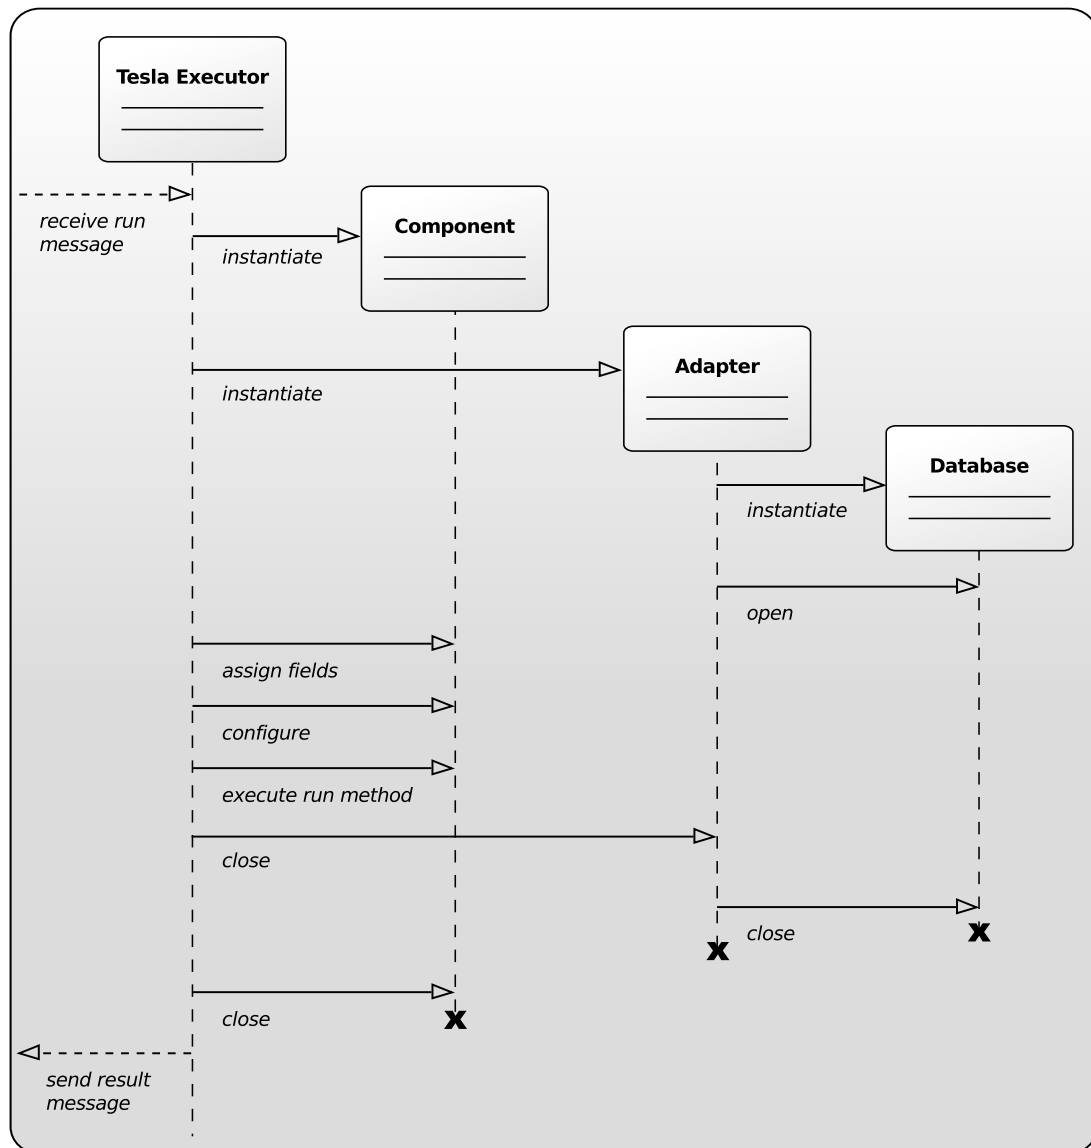 Tesla Executor
receive run
message
Component
instantiate
Adapter
instantiate
Database
instantiate
open
assign fields
configure
execute run method
close
close
close
send result
message